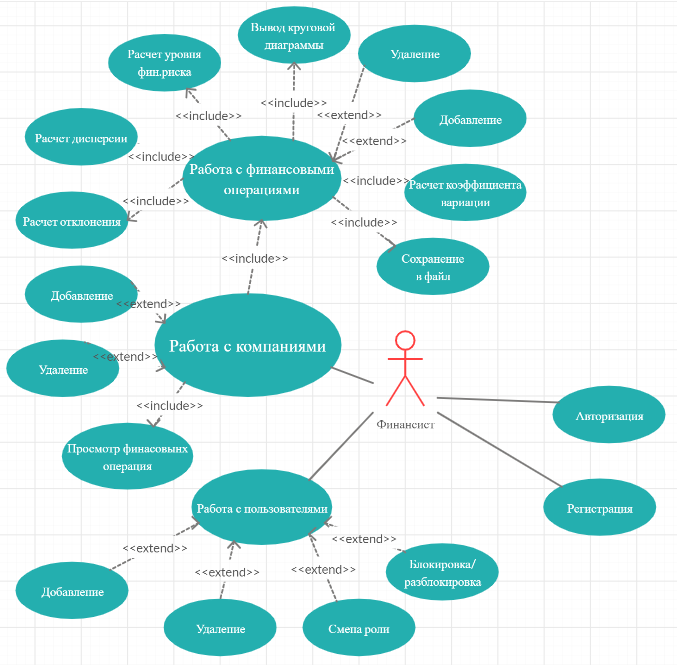 Вывод круговой
диаграммы
Расчет уровня
фин.риска
Удаление
<<include>>
<<include>>
<<extend>>
Добавление
Расчет дисперсии
<<extend>>
<<include>>
Работа с финансовыми
операциями
<<include>>
Расчет коэффициента
вариации
<<include>>
Расчет отклонения
<<include>>
<<include>>
Сохранение
в файл
Добавление
<<extend>>
Работа с компаниями
<<extend>>
Удаление
<<include>>
Финансист
Авторизация
Просмотр финасовынх
операция
Работа с пользователями
Регистрация
<<extend>>
<<extend>>
<<extend>>
<<extend>>
Блокировка/
разблокировка
Добавление
Удаление
Смена роли